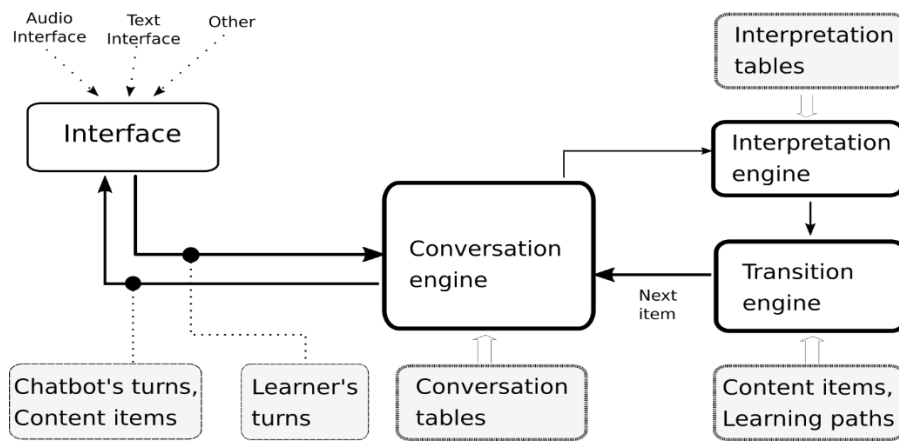 Audio
Interface
Text
Interface
Other
Interface
Interpretation
tables
Interpretation
engine
Conversation
engine
Transition
engine
Next
item
Chatbot's turns,
Content items
Learner's
turns
Conversation
tables
Content items,
Learning paths